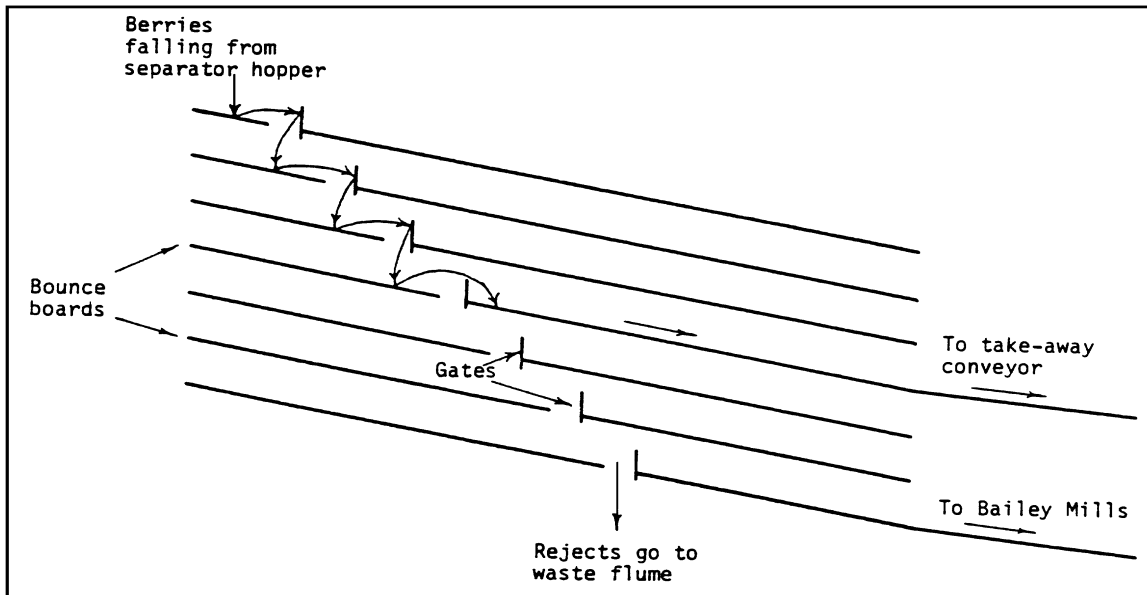 Berries
falling from
separator hopper
Bounce
boards
Gates
To take-away
conveyor
To Bailey Mills
Rejects go to
waste flume